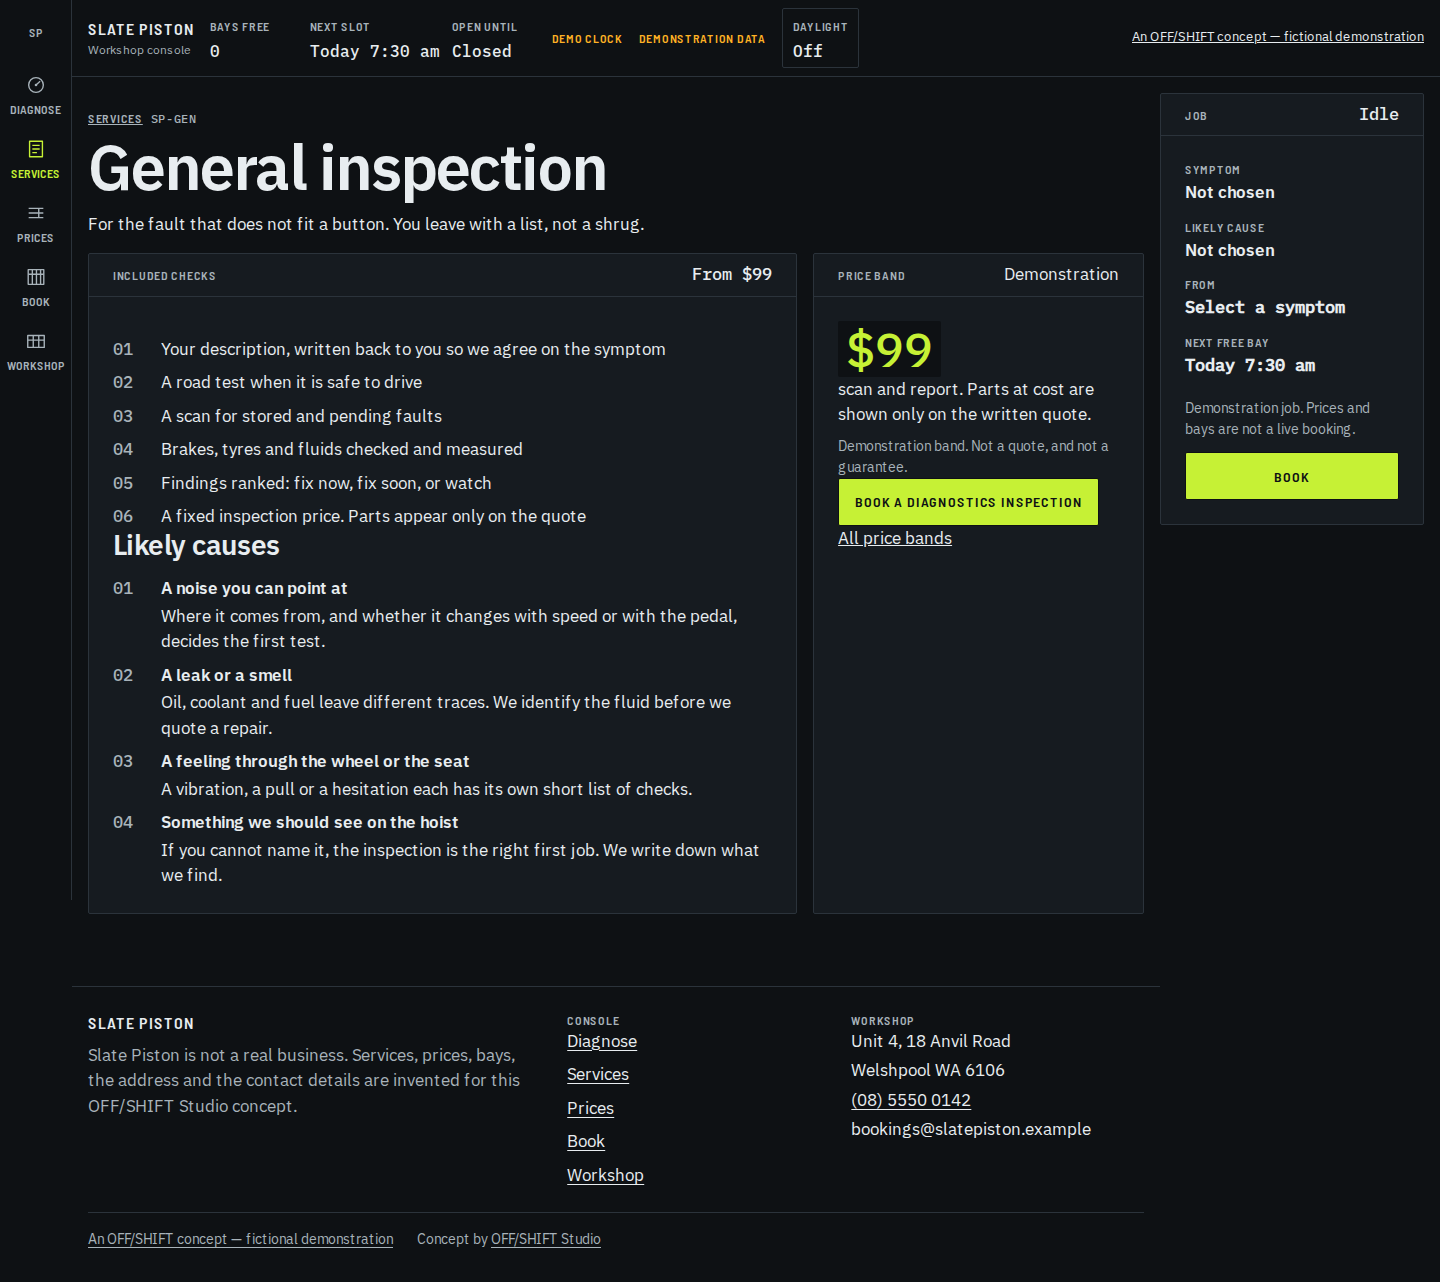 SP
DIAGNOSE
SERVICES
PRICES
BOOK
WORKSHOP
SLATE PISTON
Workshop console
BAYS FREE
0
NEXT SLOT
Today 7:30 am
OPEN UNTIL
Closed
DEMO CLOCK
DEMONSTRATION DATA
DAYLIGHT
Off
An OFF/SHIFT concept — fictional demonstration
SERVICES SP-GEN
General inspection
For the fault that does not fit a button. You leave with a list, not a shrug.
INCLUDED CHECKS
From $99
01 Your description, written back to you so we agree on the symptom
02 A road test when it is safe to drive
03 A scan for stored and pending faults
04 Brakes, tyres and fluids checked and measured
05 Findings ranked: fix now, fix soon, or watch
06 A fixed inspection price. Parts appear only on the quote
Likely causes
01 A noise you can point at
Where it comes from, and whether it changes with speed or with the pedal,
decides the first test.
02 A leak or a smell
Oil, coolant and fuel leave different traces. We identify the fluid before we
quote a repair.
03 A feeling through the wheel or the seat
A vibration, a pull or a hesitation each has its own short list of checks.
04 Something we should see on the hoist
If you cannot name it, the inspection is the right first job. We write down what
we find.
PRICE BAND
Demonstration
$99
scan and report. Parts at cost are
shown only on the written quote.
Demonstration band. Not a quote, and not a
guarantee.
BOOK A DIAGNOSTICS INSPECTION
All price bands
JOB
Idle
SYMPTOM
Not chosen
LIKELY CAUSE
Not chosen
FROM
Select a symptom
NEXT FREE BAY
Today 7:30 am
Demonstration job. Prices and
bays are not a live booking.
BOOK
SLATE PISTON
Slate Piston is not a real business. Services, prices, bays,
the address and the contact details are invented for this
OFF/SHIFT Studio concept.
CONSOLE
Diagnose
Services
Prices
Book
Workshop
WORKSHOP
Unit 4, 18 Anvil Road
Welshpool WA 6106
(08) 5550 0142
bookings@slatepiston.example
An OFF/SHIFT concept — fictional demonstration
Concept by OFF/SHIFT Studio